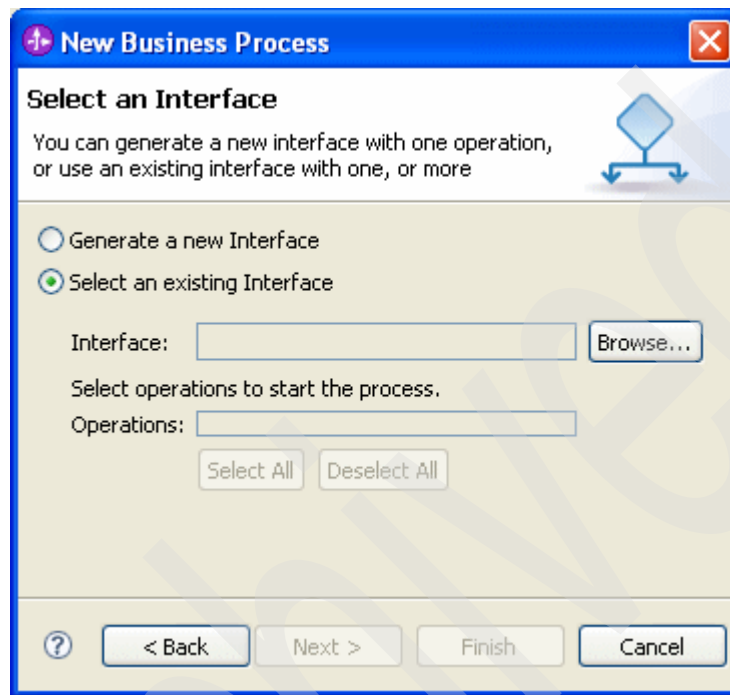 New Business Process
Select an Interface
You can generate a new interface with one operation,
or use an existing interface with one, or more
Generate a new Interface
Select an existing Interface
Interface:
Browse...
Select operations to start the process.
Operations:
Select All
Deselect All
?
< Back
Next >
Finish
Cancel